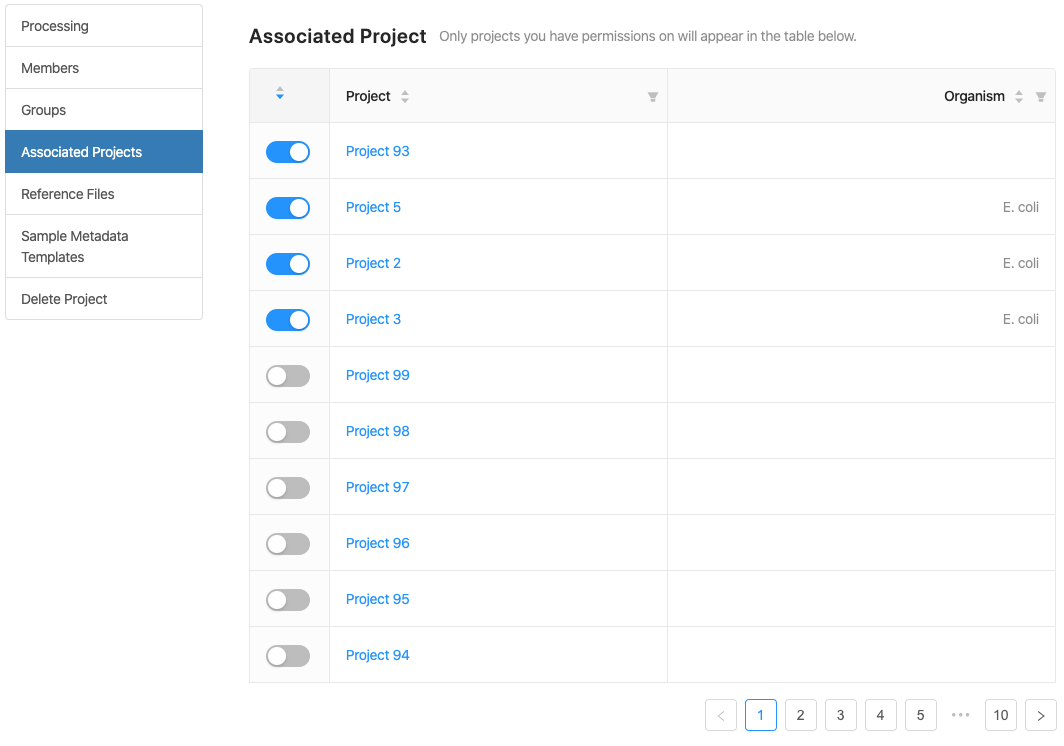 Processing
Members
Groups
Associated Projects
Reference Files
Sample Metadata
Templates
Delete Project
Associated Project Only projects you have permissions on will appear in the table below.
Project Organism
Project 93
Project 5 E. coli
Project 2 E. coli
Project 3 E. coli
Project 99
Project 98
Project 97
Project 96
Project 95
Project 94
< 1 2 3 4 5 ••• 10 >